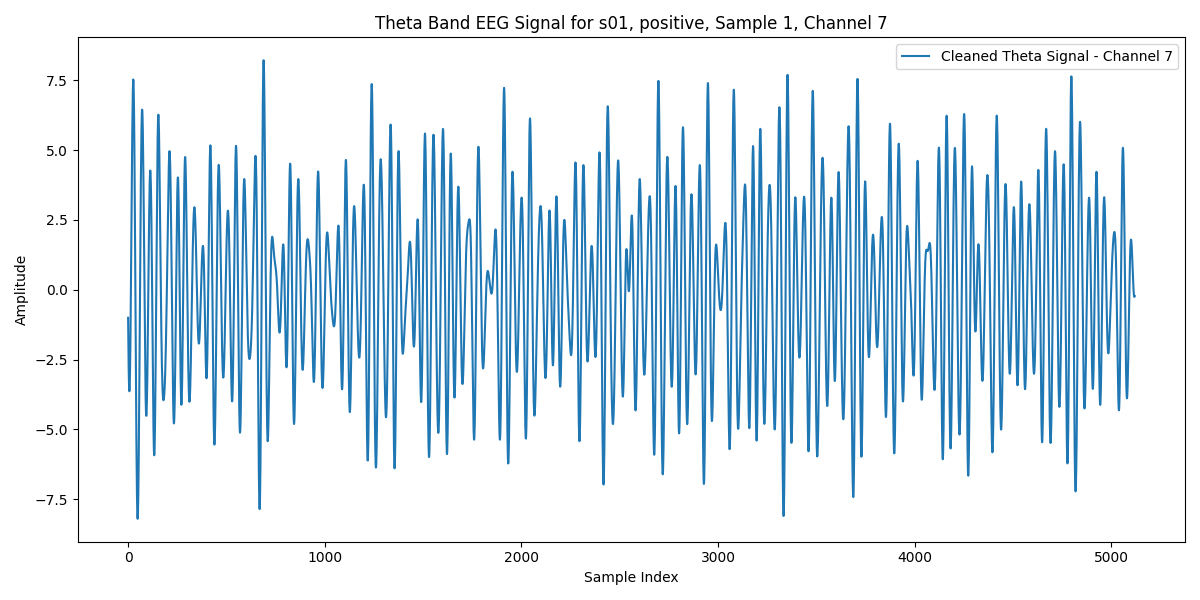 Theta Band EEG Signal for s01, positive, Sample 1, Channel 7
Cleaned Theta Signal - Channel 7
Amplitude
7.5
5.0
2.5
0.0
−2.5
−5.0
−7.5
0 1000 2000 3000 4000 5000
Sample Index